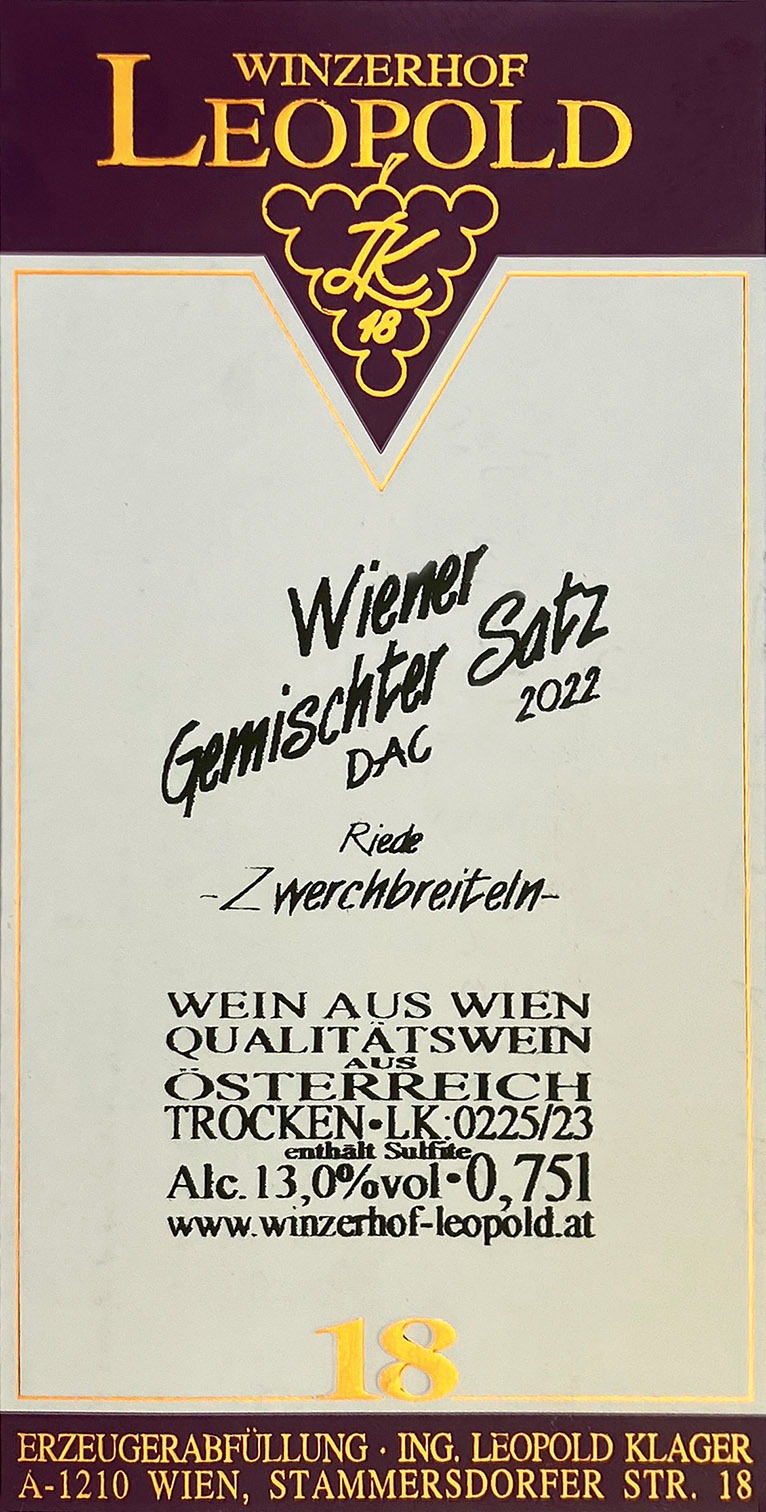 WINZERHOF
LEOPOLD
LK
18
Wiener
Gemischter Satz
DAC 2022
Riede
-Zwerchbreiteln-
WEIN AUS WIEN
QUALITÄTSWEIN
AUS
ÖSTERREICH
TROCKEN•LK:0225/23
enthält Sulfite
Alc. 13,0%vol•0,75l
www.winzerhof-leopold.at
18
ERZEUGERABFÜLLUNG · ING. LEOPOLD KLAGER
A-1210 WIEN, STAMMERSDORFER STR. 18